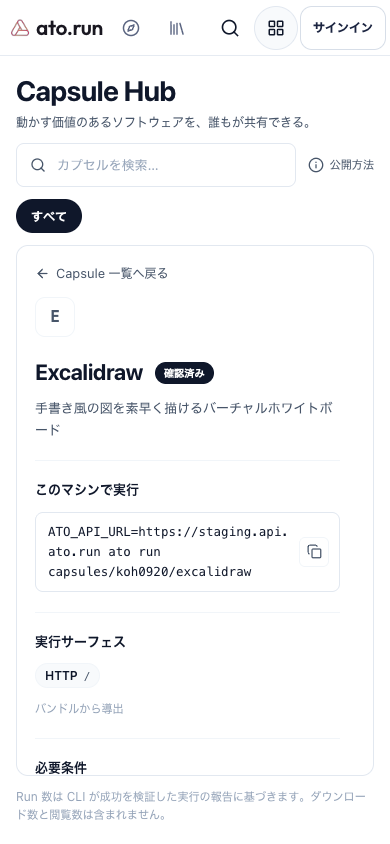 ato.run
サインイン
Capsule Hub
動かす価値のあるソフトウェアを、誰もが共有できる。
カプセルを検索...
公開方法
すべて
Capsule 一覧へ戻る
E
Excalidraw
確認済み
手書き風の図を素早く描けるバーチャルホワイトボ
ード
このマシンで実行
ATO_API_URL=https://staging.api.
ato.run ato run
capsules/koh0920/excalidraw
実行サーフェス
HTTP /
バンドルから導出
必要条件
Run 数は CLI が成功を検証した実行の報告に基づきます。ダウンロー
ド数と閲覧数は含まれません。